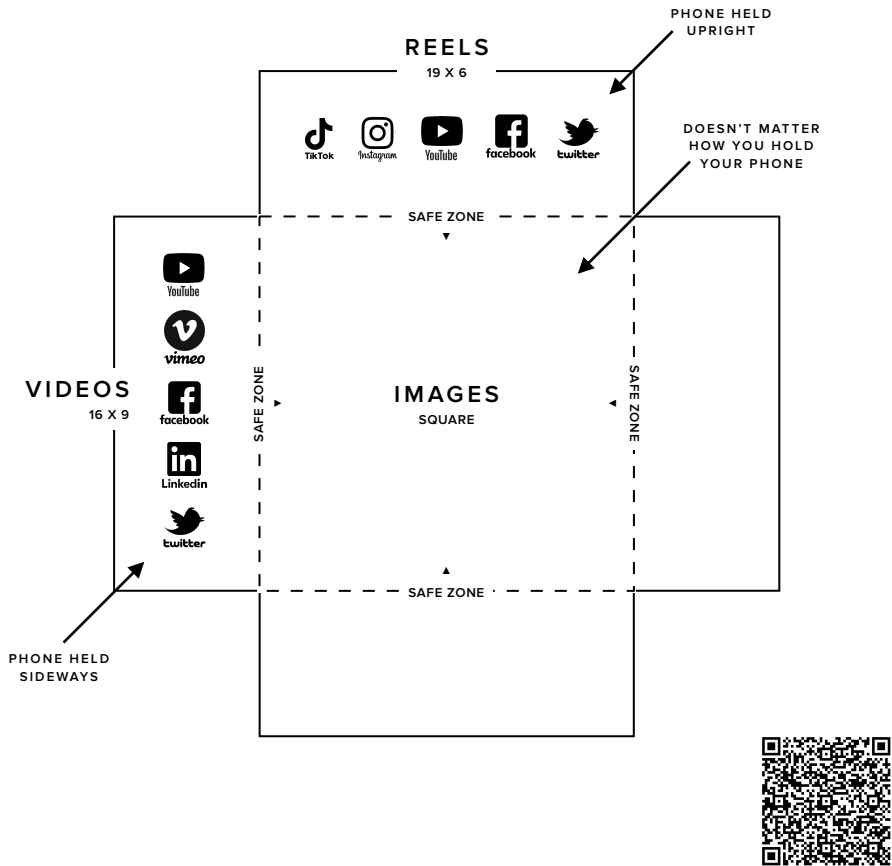 PHONE HELD
UPRIGHT
REELS
19 X 6
DOESN'T MATTER
HOW YOU HOLD
YOUR PHONE
TikTok
Instagram
YouTube
facebook
twitter
SAFE ZONE
YouTube
vimeo
facebook
Linkedin
in
twitter
VIDEOS
16 X 9
SAFE ZONE
IMAGES
SQUARE
SAFE ZONE
SAFE ZONE
PHONE HELD
SIDEWAYS